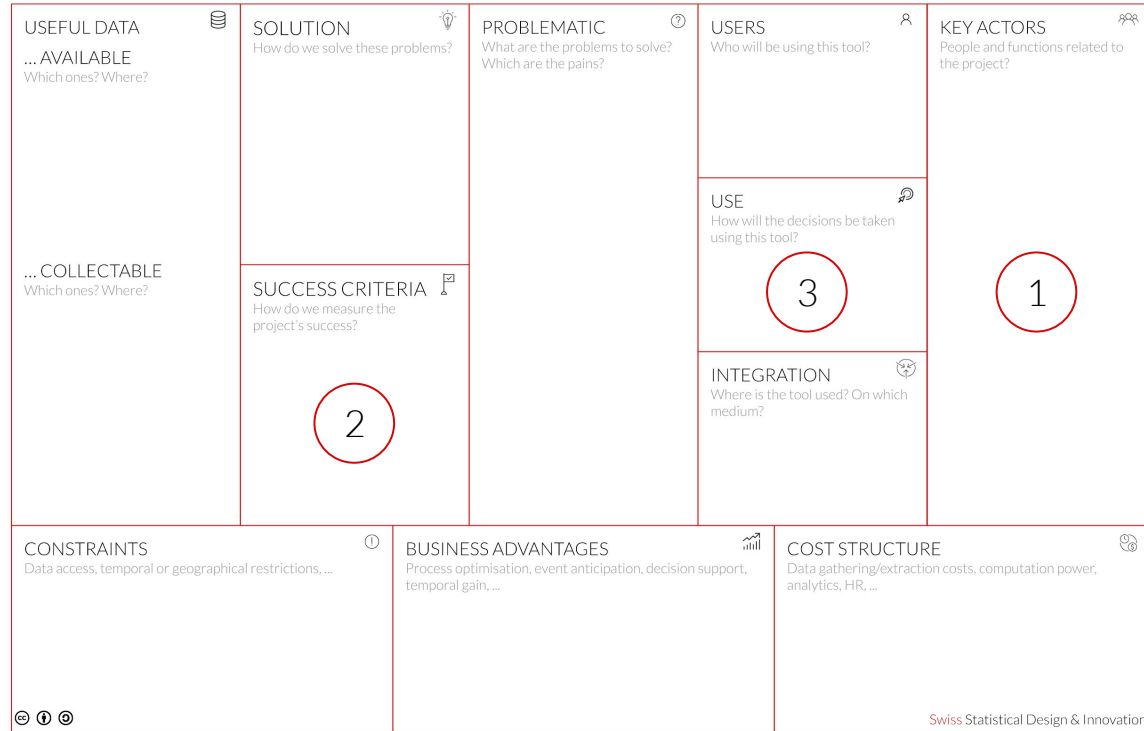 USEFUL DATA
... AVAILABLE
Which ones? Where?
... COLLECTABLE
Which ones? Where?
SOLUTION
How do we solve these problems?
SUCCESS CRITERIA
How do we measure the
project's success?
2
PROBLEMATIC
What are the problems to solve?
Which are the pains?
USERS
Who will be using this tool?
USE
How will the decisions be taken
using this tool?
3
INTEGRATION
Where is the tool used? On which
medium?
KEY ACTORS
People and functions related to
the project?
1
CONSTRAINTS
Data access, temporal or geographical restrictions, ...
BUSINESS ADVANTAGES
Process optimisation, event anticipation, decision support,
temporal gain, ...
COST STRUCTURE
Data gathering/extraction costs, computation power,
analytics, HR, ...
cc
Swiss Statistical Design & Innovation